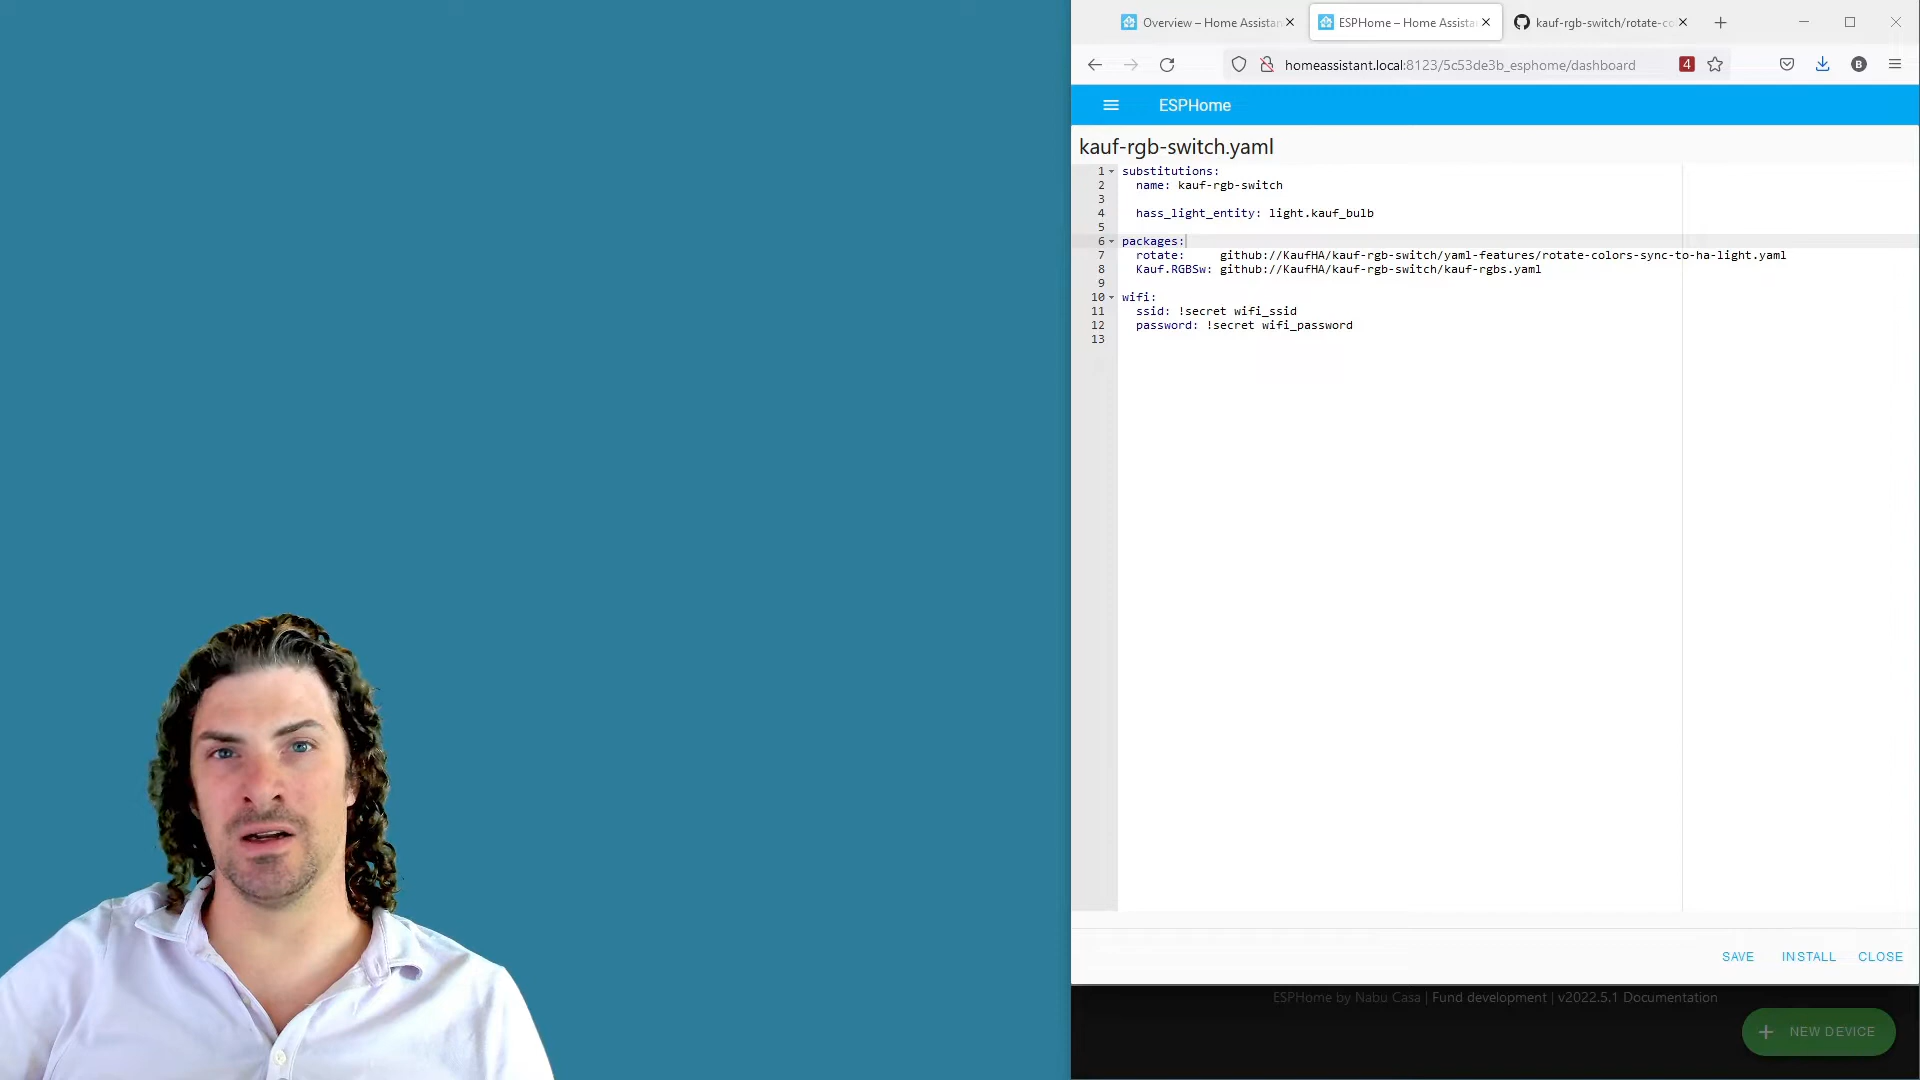 Overview – Home Assistan
ESPHome – Home Assista
kauf-rgb-switch/rotate-co
homeassistant.local:8123/5c53de3b_esphome/dashboard
4
B
ESPHome
kauf-rgb-switch.yaml
1 substitutions:
2 name: kauf-rgb-switch
3
4 hass_light_entity: light.kauf_bulb
5
6 packages:
7 rotate: github://KaufHA/kauf-rgb-switch/yaml-features/rotate-colors-sync-to-ha-light.yaml
8 Kauf.RGBSw: github://KaufHA/kauf-rgb-switch/kauf-rgbs.yaml
9
10 wifi:
11 ssid: !secret wifi_ssid
12 password: !secret wifi_password
13
SAVE INSTALL CLOSE
ESPHome by Nabu Casa | Fund development | v2022.5.1 Documentation
+ NEW DEVICE